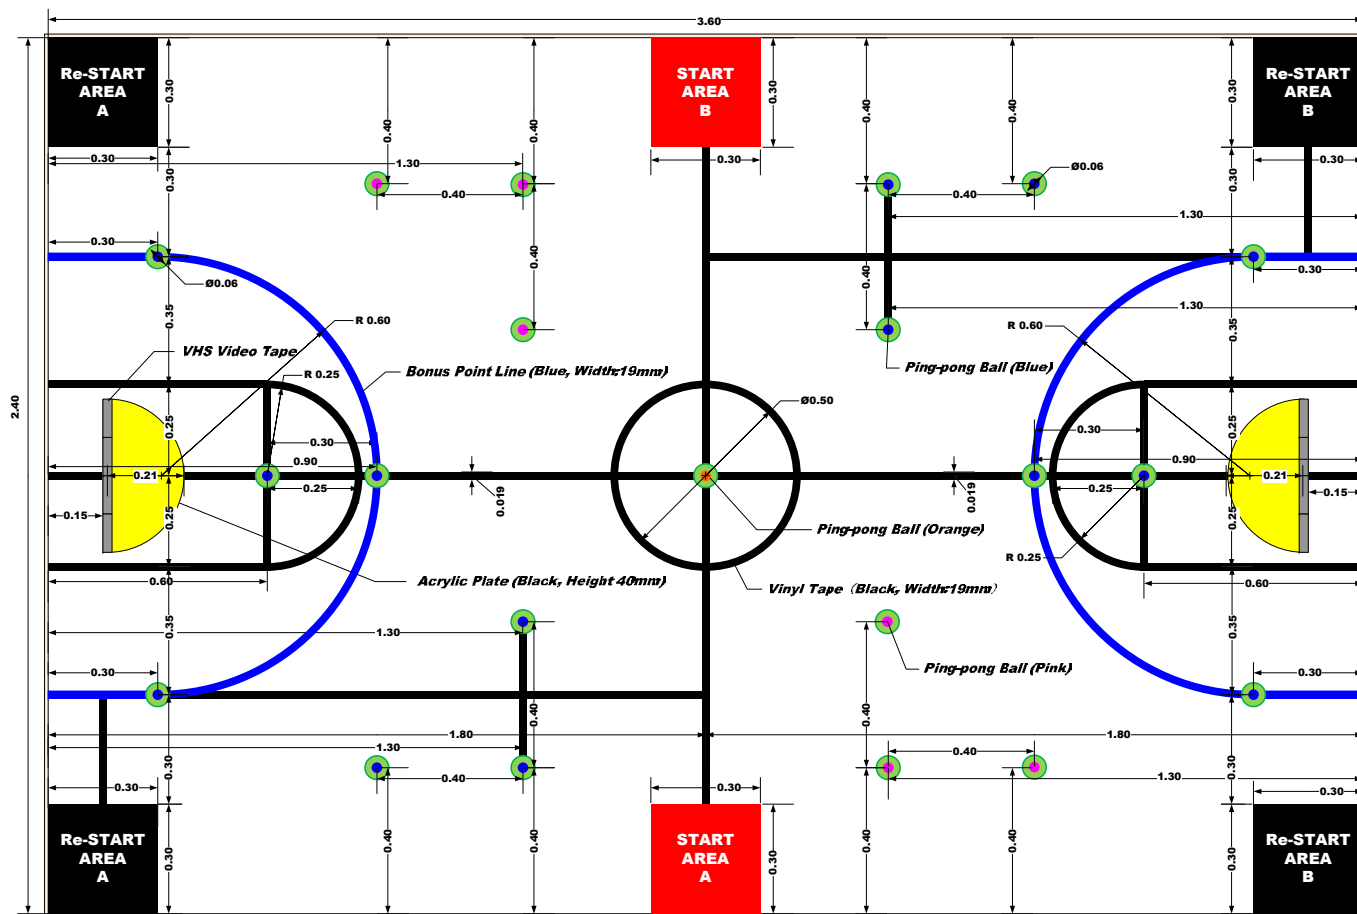 3.60
Re-START
AREA
A
START
AREA
B
Re-START
AREA
B
0.30
0.40
0.40
0.30
0.40
0.40
0.30
0.30
1.30
0.30
0.30
0.30
0.30
0.40
0.40
Ø0.06
0.30
1.30
0.30
0.40
0.40
0.30
Ø0.06
1.30
0.35
R 0.60
R 0.60
0.35
VHS Video Tape
R 0.25
Bonus Point Line (Blue, Width:19mm)
Ping-pong Ball (Blue)
2.40
Ø0.50
0.25
0.30
0.30
0.25
0.90
0.90
0.21
0.21
0.15
0.25
0.019
0.019
0.25
0.15
0.25
0.25
Ping-pong Ball (Orange)
R 0.25
0.60
Acrylic Plate (Black, Height 40mm)
Vinyl Tape (Black, Width:19mm)
0.60
0.35
1.30
0.35
0.30
Ping-pong Ball (Pink)
0.30
0.40
0.40
1.80
1.80
1.30
0.40
0.30
0.40
1.30
0.30
0.30
0.30
0.30
0.30
Re-START
AREA
A
START
AREA
A
Re-START
AREA
B
0.30
0.40
0.40
0.30
0.40
0.40
0.30